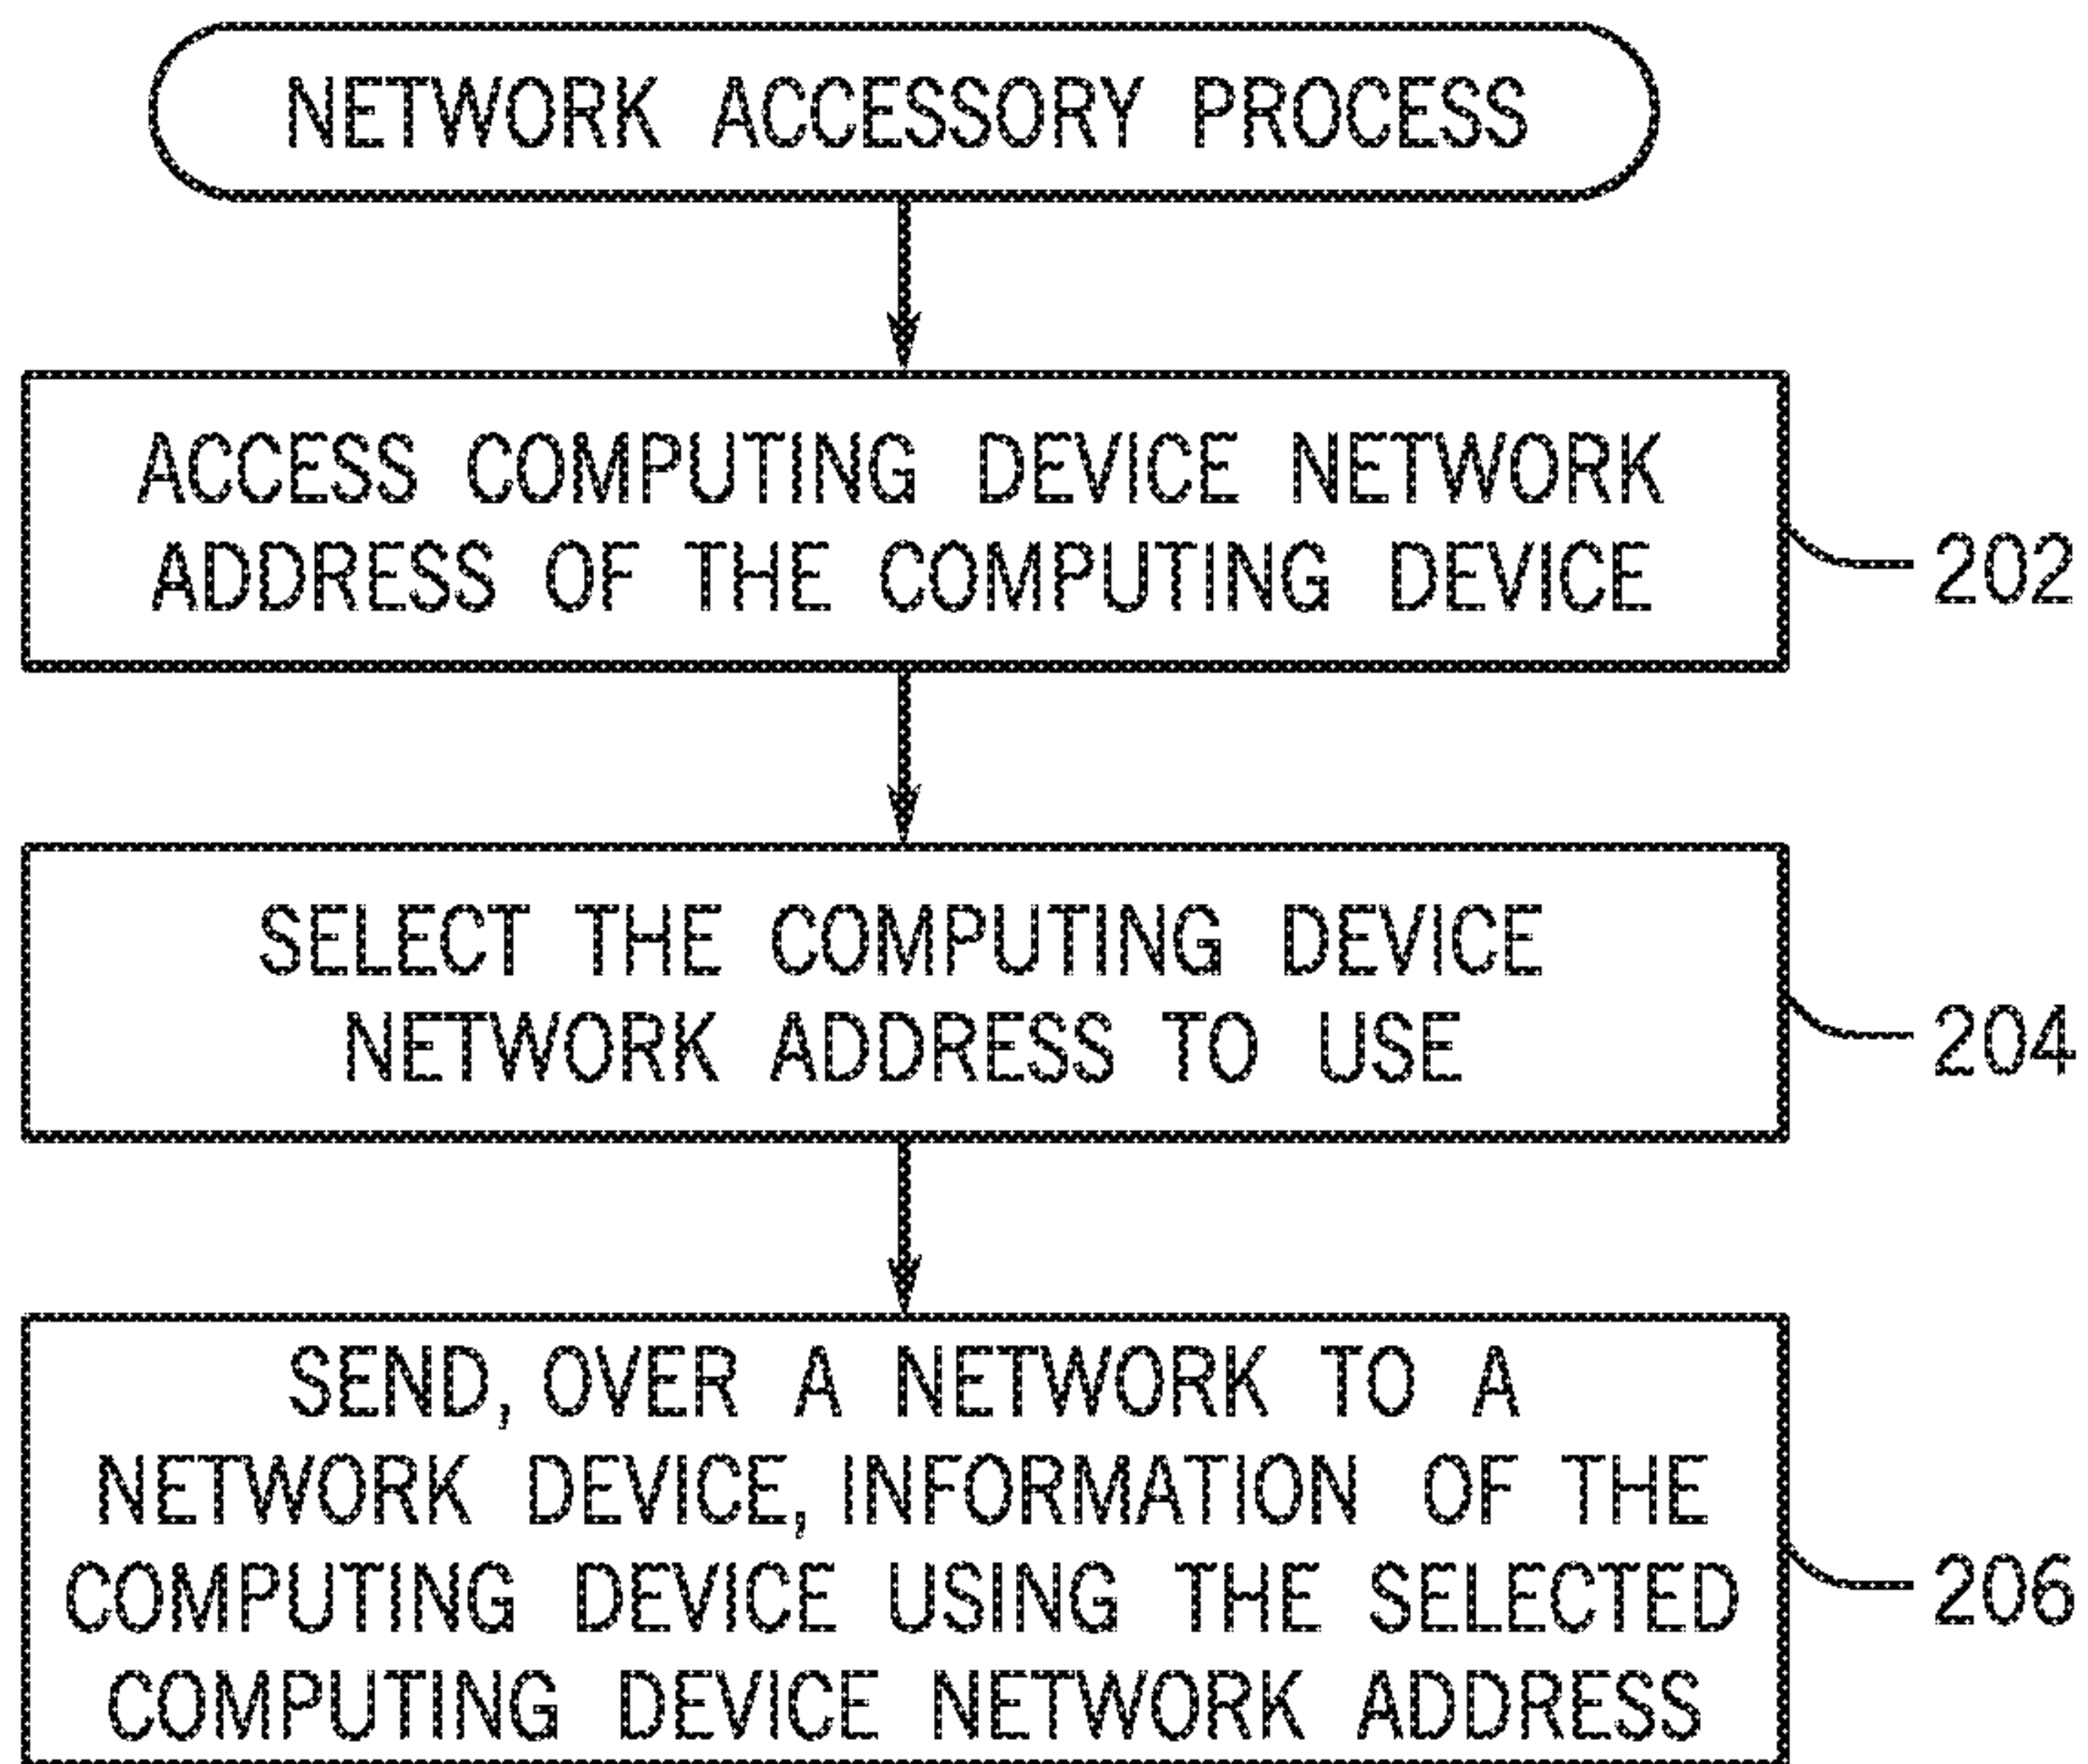 NETWORK ACCESSORY PROCESS
ACCESS COMPUTING DEVICE NETWORK
ADDRESS OF THE COMPUTING DEVICE
202
SELECT THE COMPUTING DEVICE
NETWORK ADDRESS TO USE
204
SEND, OVER A NETWORK TO A
NETWORK DEVICE, INFORMATION OF THE
COMPUTING DEVICE USING THE SELECTED
COMPUTING DEVICE NETWORK ADDRESS
206